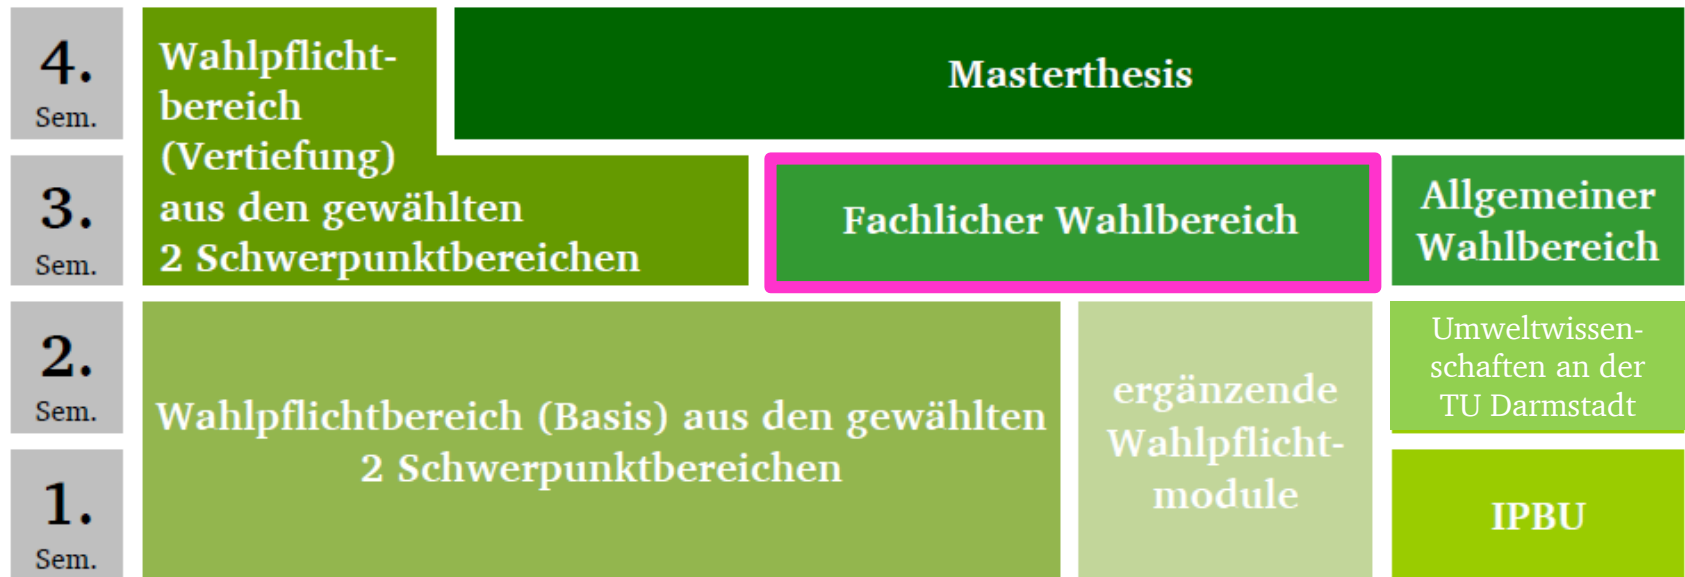 4.
Sem.
Wahlpflicht-
bereich
(Vertiefung)
aus den gewählten
2 Schwerpunktbereichen
Masterthesis
3.
Sem.
Fachlicher Wahlbereich
Allgemeiner
Wahlbereich
2.
Sem.
Wahlpflichtbereich (Basis) aus den gewählten
2 Schwerpunktbereichen
ergänzende
Wahlpflicht-
module
Umweltwissen-
schaften an der
TU Darmstadt
1.
Sem.
IPBU